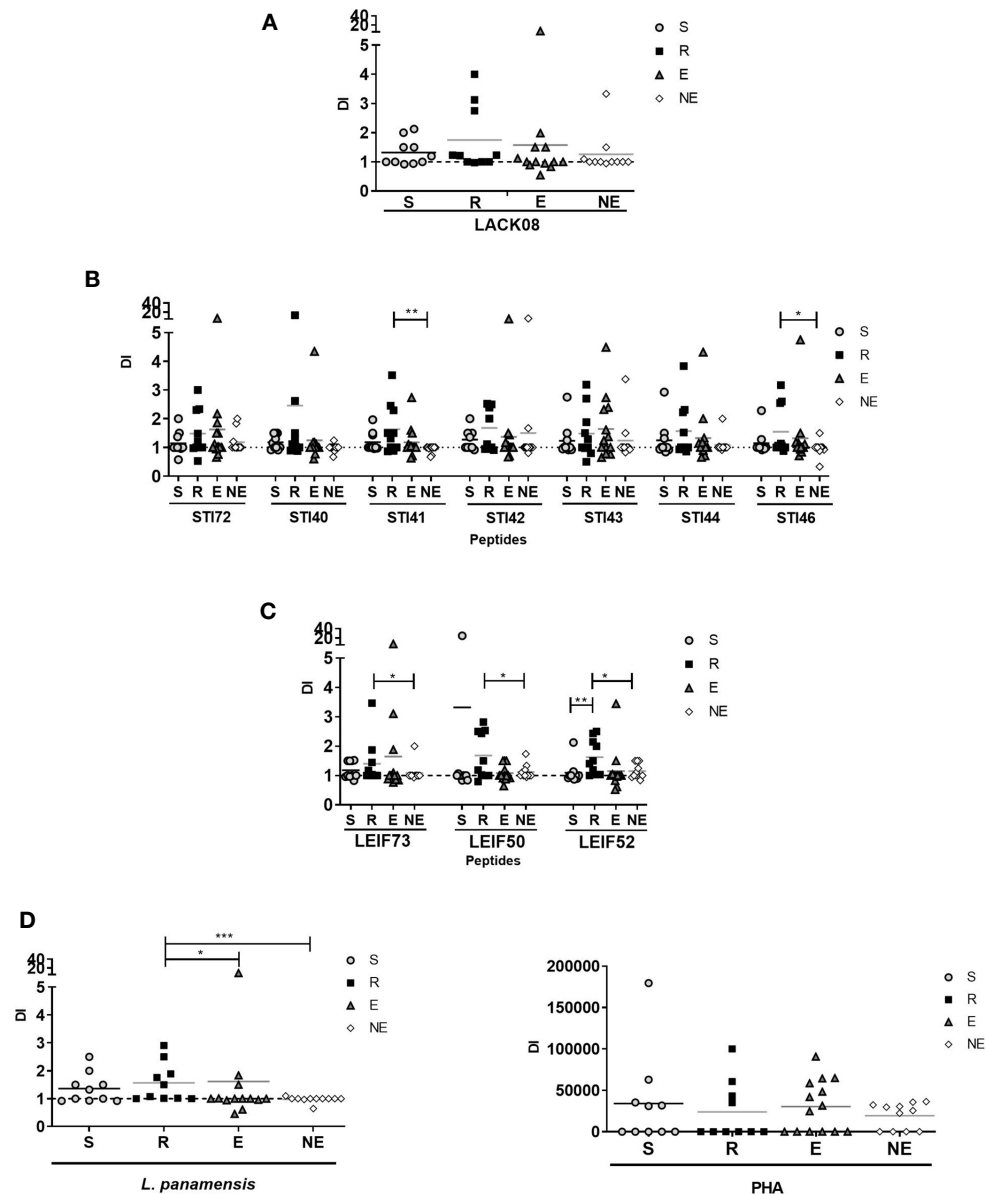 A
40
20
5
4
3
2
1
0
DI
S
R
E
NE
S R E NE
LACK08
B
40
20
5
4
3
2
1
0
DI
** *
S
R
E
NE
S R E NE S R E NE S R E NE S R E NE S R E NE S R E NE S R E NE
STI72 STI40 STI41 STI42 STI43 STI44 STI46
Peptides
C
40
20
5
4
3
2
1
0
DI
* * ** *
S
R
E
NE
S R E NE S R E NE S R E NE
LEIF73 LEIF50 LEIF52
Peptides
D
40
20
5
4
3
2
1
0
DI
***
*
S
R
E
NE
S R E NE
L. panamensis
200000
150000
100000
50000
0
DI
S
R
E
NE
S R E NE
PHA